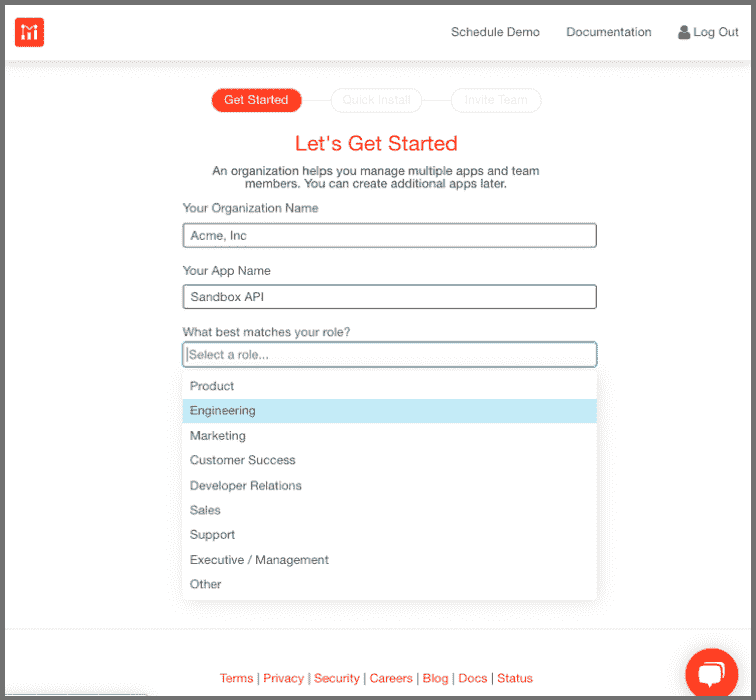 Schedule Demo Documentation Log Out
Get Started Quick Install Invite Team
Let's Get Started
An organization helps you manage multiple apps and team
members. You can create additional apps later.
Your Organization Name
Acme, Inc
Your App Name
Sandbox API
What best matches your role?
Select a role...
Product
Engineering
Marketing
Customer Success
Developer Relations
Sales
Support
Executive / Management
Other
Terms | Privacy | Security | Careers | Blog | Docs | Status